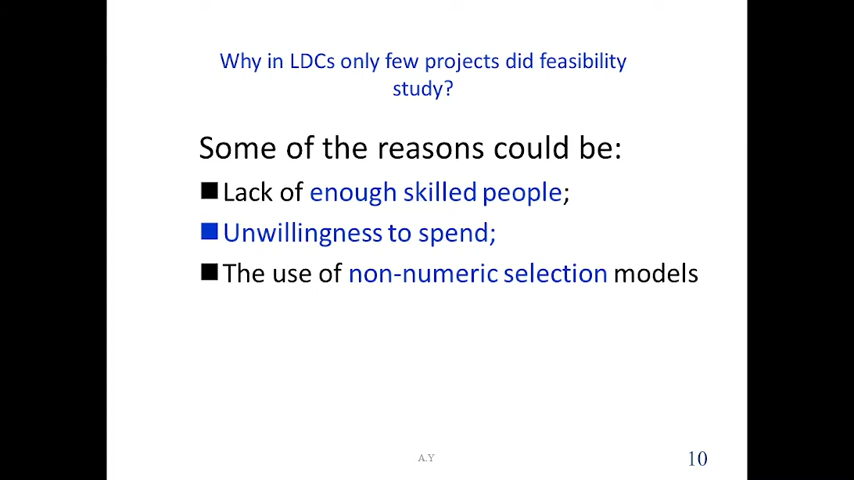 Why in LDCs only few projects did feasibility
study?
Some of the reasons could be:
Lack of enough skilled people;
Unwillingness to spend;
The use of non-numeric selection models
A.Y
10